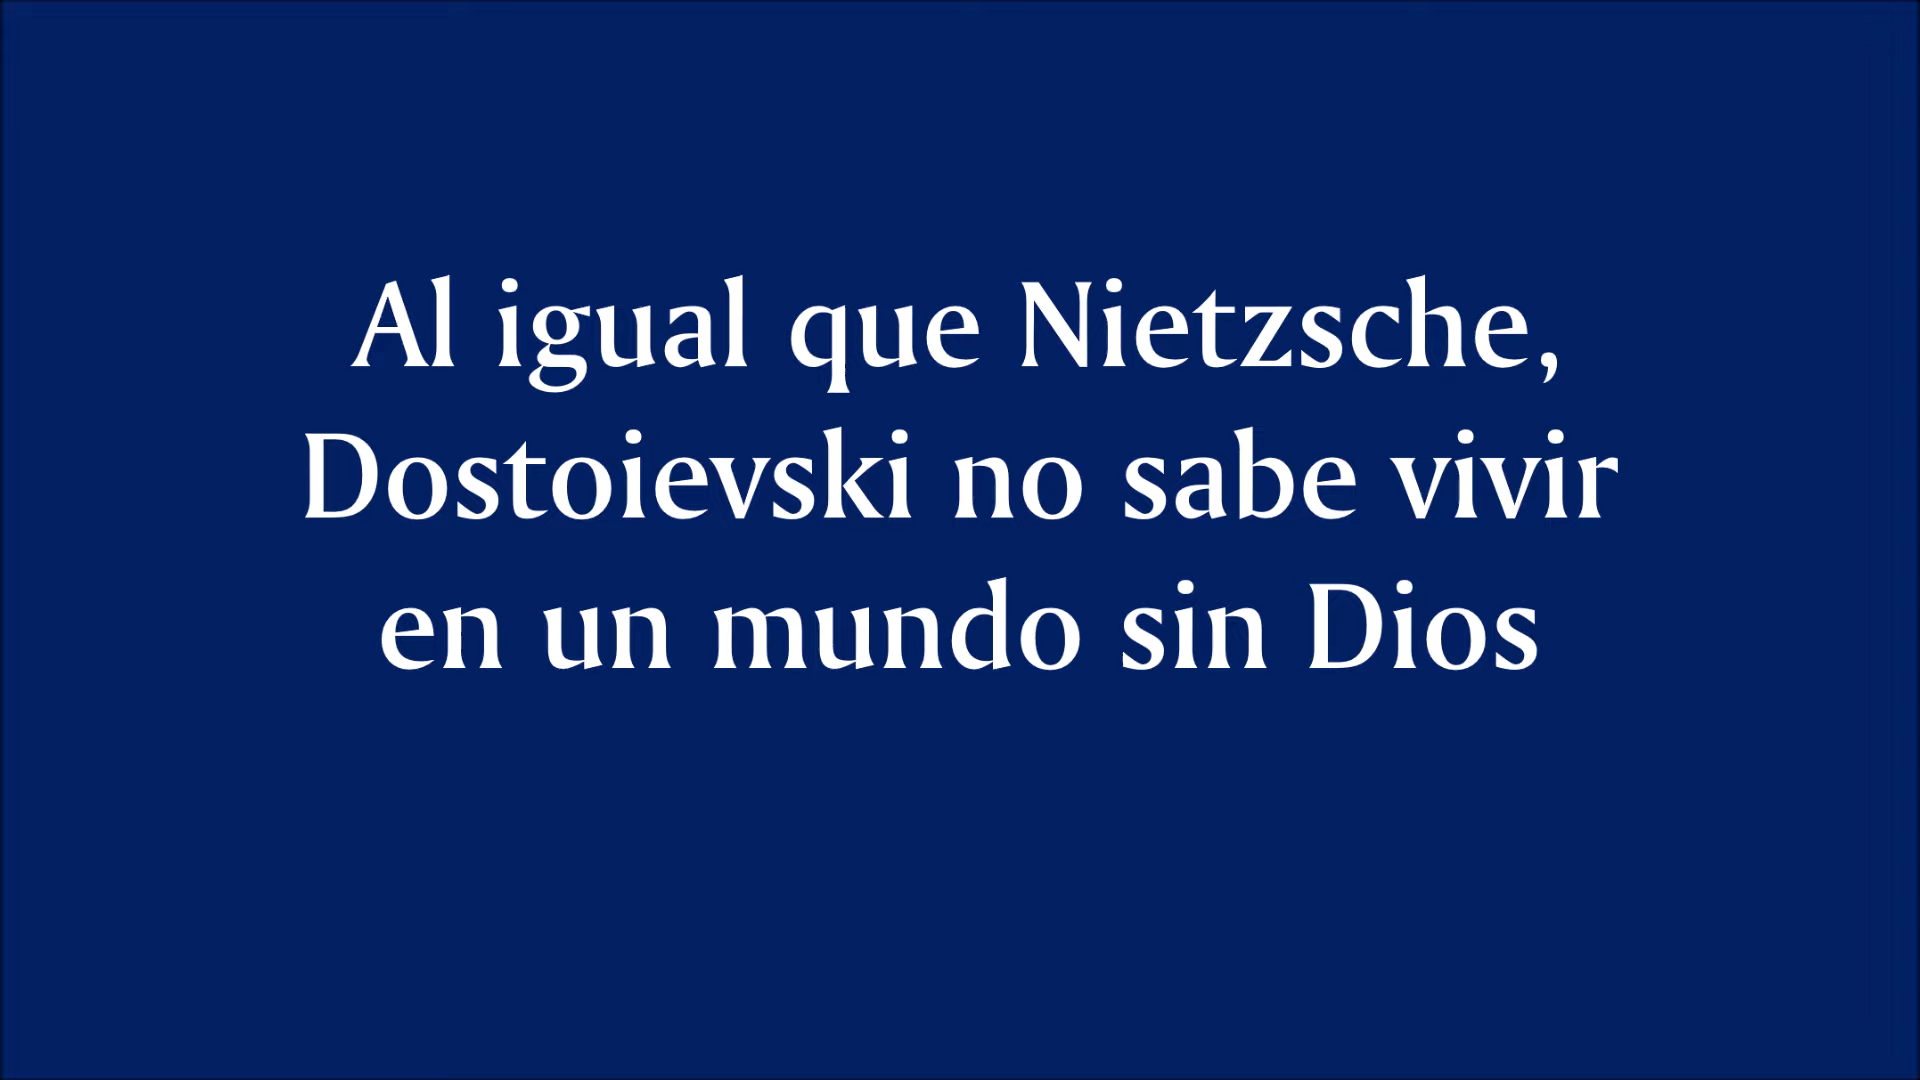 Al igual que Nietzsche,
Dostoievski no sabe vivir
en un mundo sin Dios